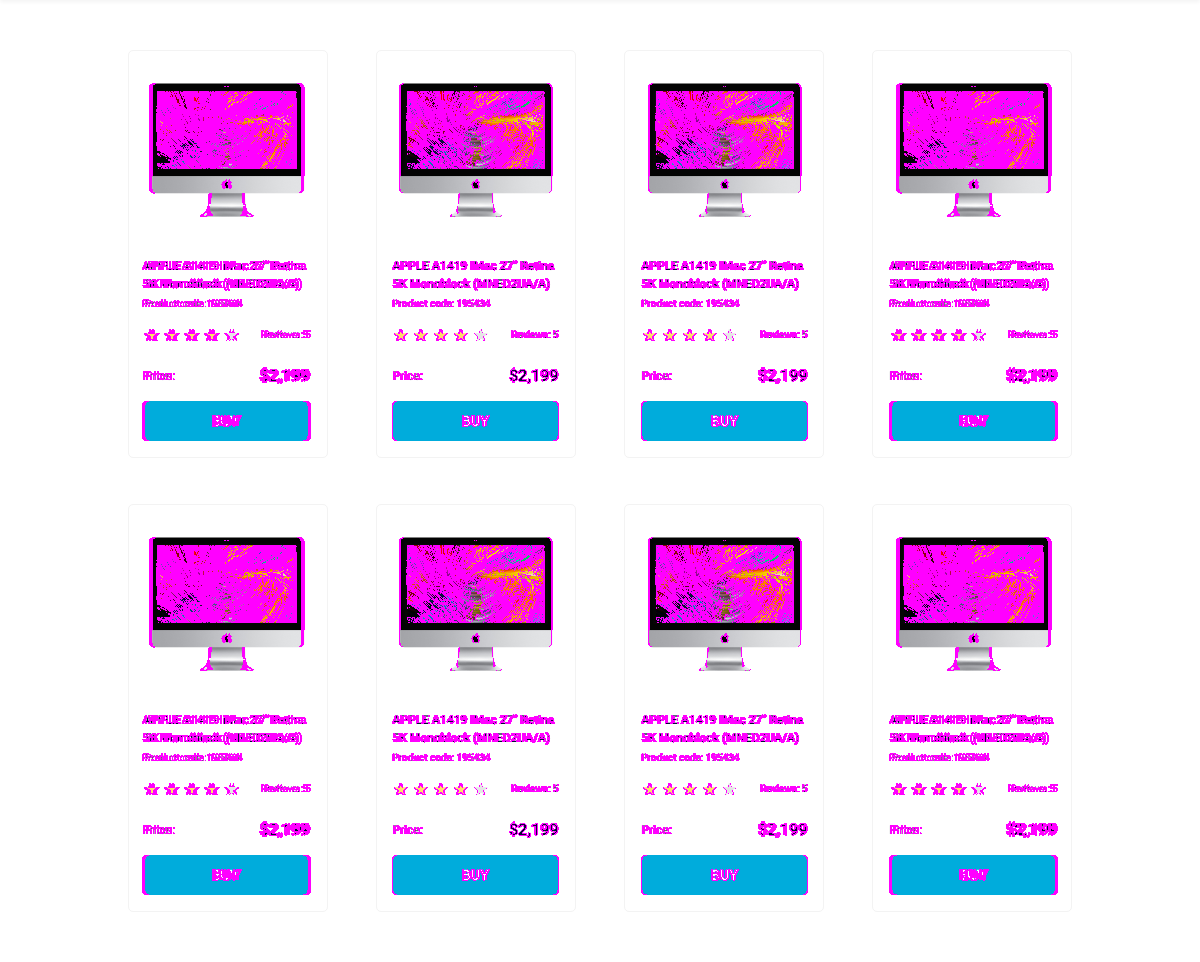 APPLE A1419 iMac 27" Retina
5K Monoblock (MNED2UA/A)
Product code: 195434
Reviews: 5
Price:
$2,199
BUY
APPLE A1419 iMac 27" Retina
5K Monoblock (MNED2UA/A)
Product code: 195434
Reviews: 5
Price:
$2,199
BUY
APPLE A1419 iMac 27" Retina
5K Monoblock (MNED2UA/A)
Product code: 195434
Reviews: 5
Price:
$2,199
BUY
APPLE A1419 iMac 27" Retina
5K Monoblock (MNED2UA/A)
Product code: 195434
Reviews: 5
Price:
$2,199
BUY
APPLE A1419 iMac 27" Retina
5K Monoblock (MNED2UA/A)
Product code: 195434
Reviews: 5
Price:
$2,199
BUY
APPLE A1419 iMac 27" Retina
5K Monoblock (MNED2UA/A)
Product code: 195434
Reviews: 5
Price:
$2,199
BUY
APPLE A1419 iMac 27" Retina
5K Monoblock (MNED2UA/A)
Product code: 195434
Reviews: 5
Price:
$2,199
BUY
APPLE A1419 iMac 27" Retina
5K Monoblock (MNED2UA/A)
Product code: 195434
Reviews: 5
Price:
$2,199
BUY